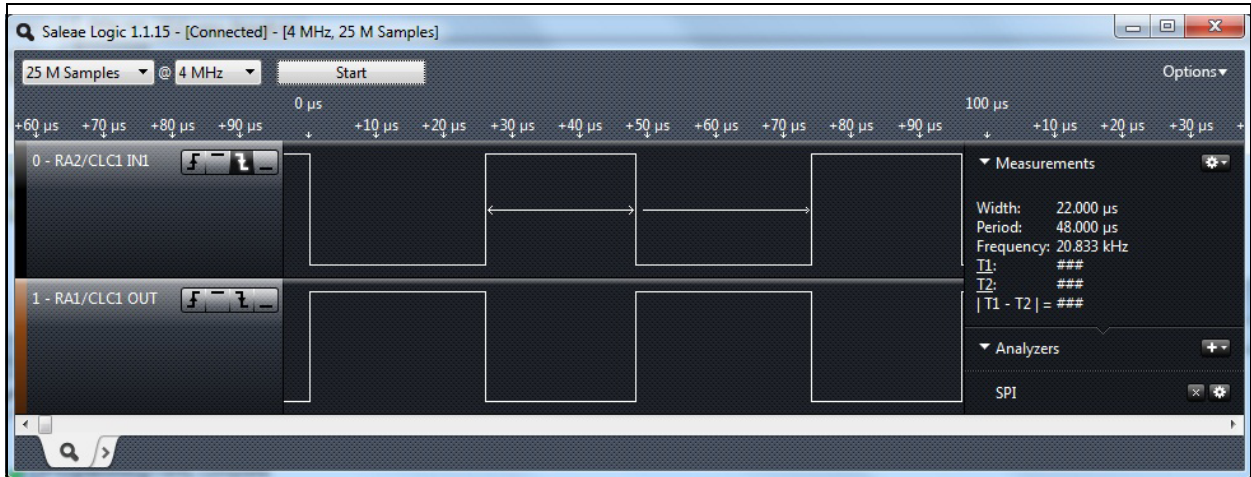 Saleae Logic 1.1.15 - [Connected] - [4 MHz, 25 M Samples]
25 M Samples @ 4 MHz Start Options
0 µs 100 µs
+60 µs +70 µs +80 µs +90 µs +10 µs +20 µs +30 µs +40 µs +50 µs +60 µs +70 µs +80 µs +90 µs +10 µs +20 µs +30 µs +
0 - RA2/CLC1 IN1
Measurements
Width: 22.000 µs
Period: 48.000 µs
Frequency: 20.833 kHz
T1: ###
T2: ###
| T1 - T2 | = ###
1 - RA1/CLC1 OUT
Analyzers
SPI